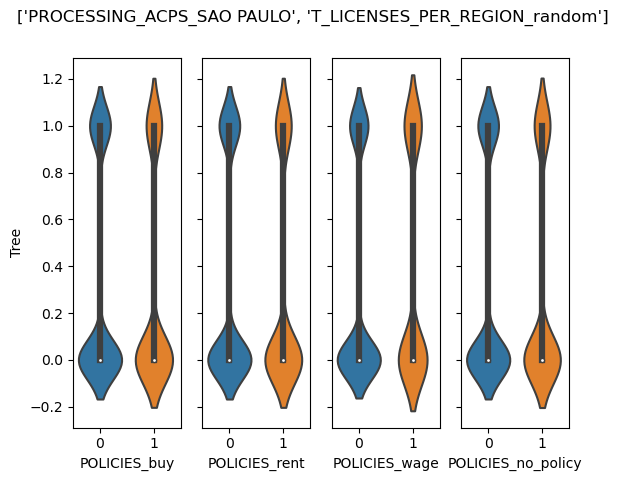 ['PROCESSING_ACPS_SAO PAULO', 'T_LICENSES_PER_REGION_random']
1.2
1.0
0.8
0.6
0.4
0.2
0.0
−0.2
Tree
0 1 0 1 0 1 0 1
POLICIES_buy POLICIES_rent POLICIES_wage POLICIES_no_policy